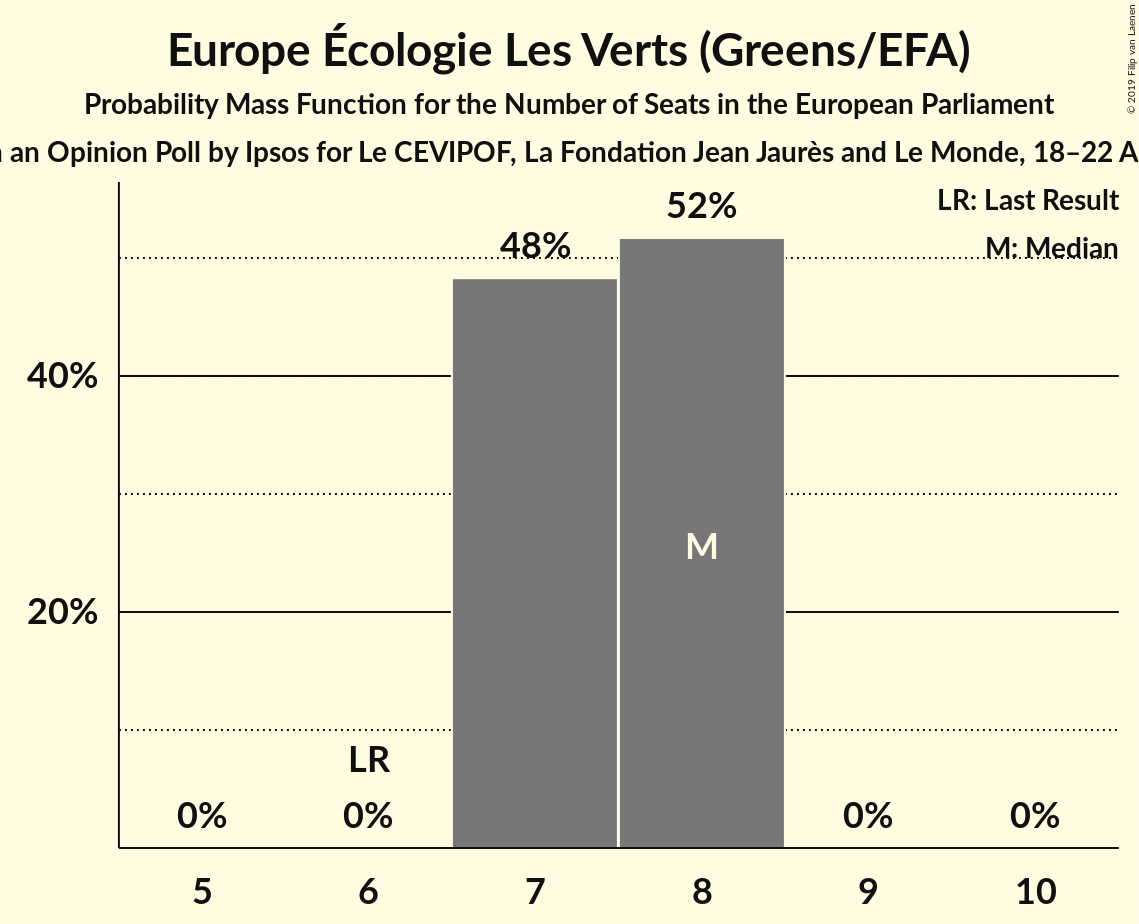 Europe Écologie Les Verts (Greens/EFA)
Probability Mass Function for the Number of Seats in the European Parliament
an Opinion Poll by Ipsos for Le CEVIPOF, La Fondation Jean Jaurès and Le Monde, 18–22 A
© 2019 Filip van Laenen
LR: Last Result
M: Median
52%
48%
40%
20%
M
LR
0%
0%
0%
0%
5
6
7
8
9
10